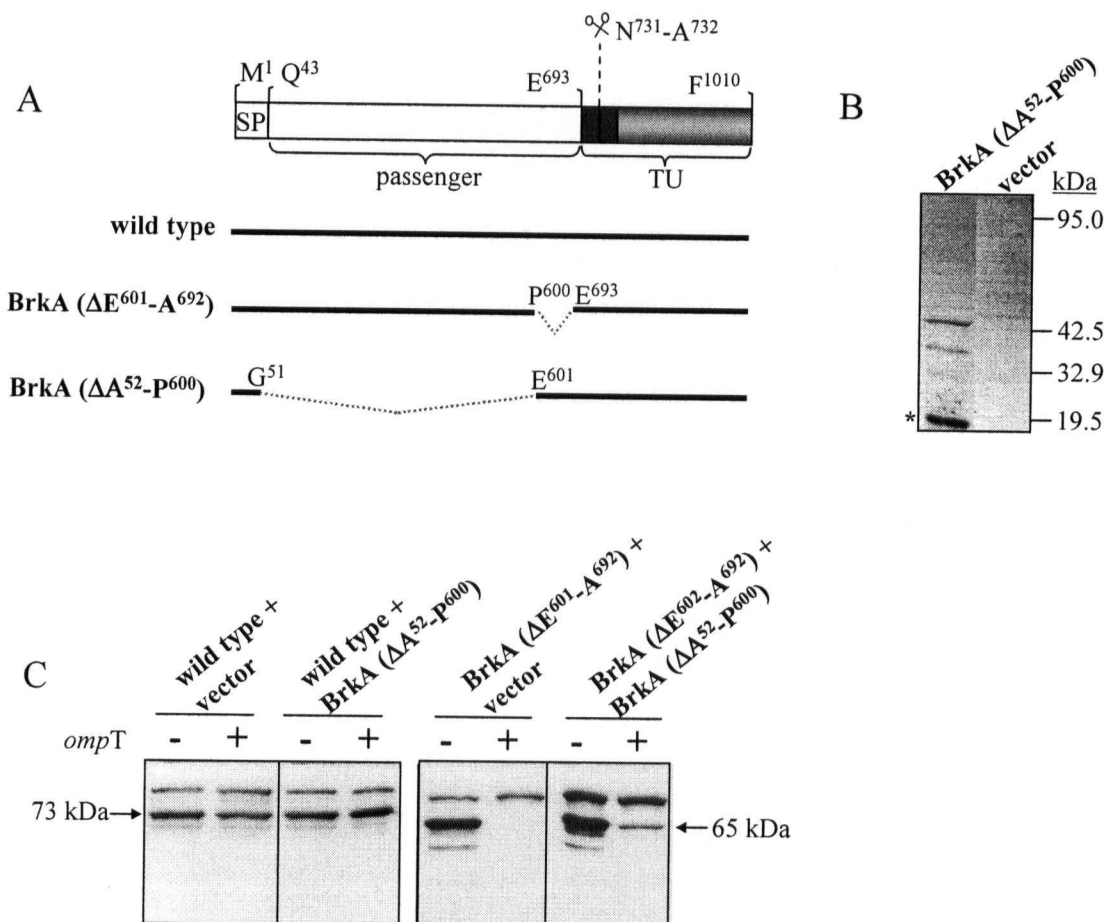 A
N⁷³¹-A⁷³²
M¹ Q⁴³ E⁶⁹³ F¹⁰¹⁰
SP
passenger TU
wild type
BrkA (ΔE⁶⁰¹-A⁶⁹²) P⁶⁰⁰ E⁶⁹³
BrkA (ΔA⁵²-P⁶⁰⁰) G⁵¹ E⁶⁰¹
B
BrkA (ΔA⁵²-P⁶⁰⁰)
vector
kDa
95.0
42.5
32.9
* 19.5
C
wild type +
vector
wild type +
BrkA (ΔA⁵²-P⁶⁰⁰)
BrkA (ΔE⁶⁰¹-A⁶⁹²) +
vector
BrkA (ΔE⁶⁰²-A⁶⁹²) +
BrkA (ΔA⁵²-P⁶⁰⁰)
ompT - + - + - + - +
73 kDa
65 kDa